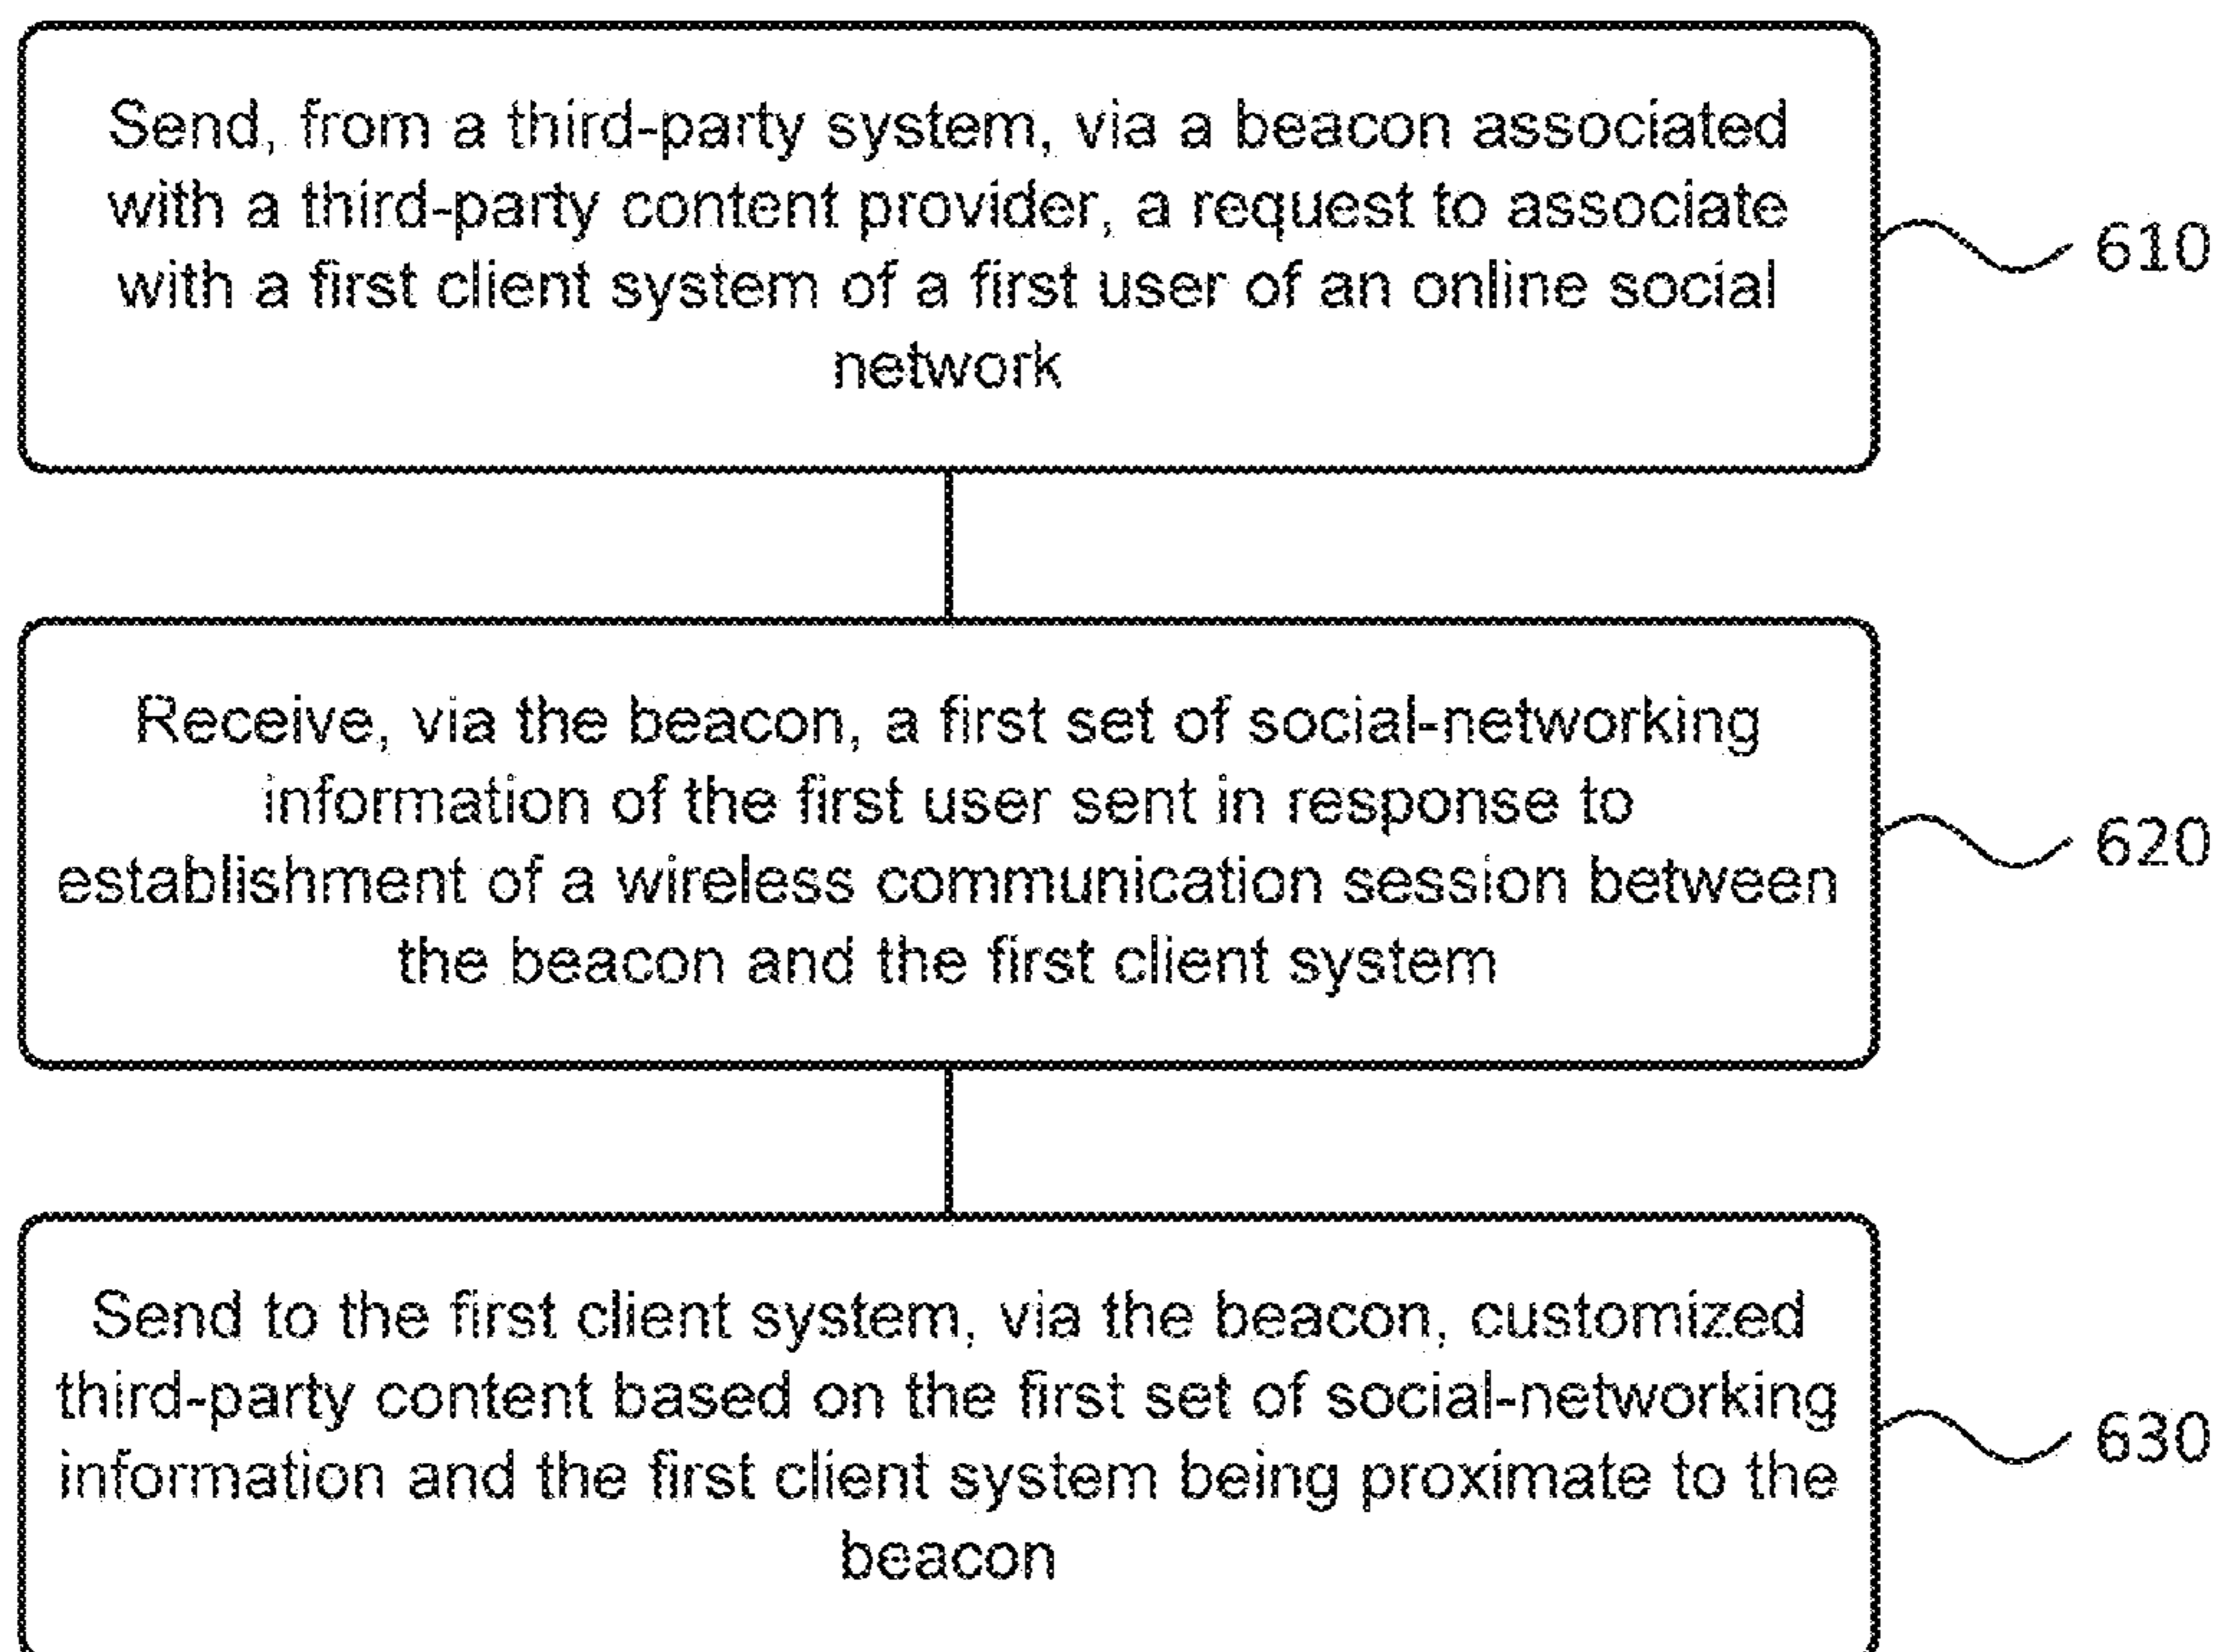 Send, from a third-party system, via a beacon associated
with a third-party content provider, a request to associate
with a first client system of a first user of an online social
network
610
Receive, via the beacon, a first set of social-networking
information of the first user sent in response to
establishment of a wireless communication session between
the beacon and the first client system
620
Send to the first client system, via the beacon, customized
third-party content based on the first set of social-networking
information and the first client system being proximate to the
beacon
630